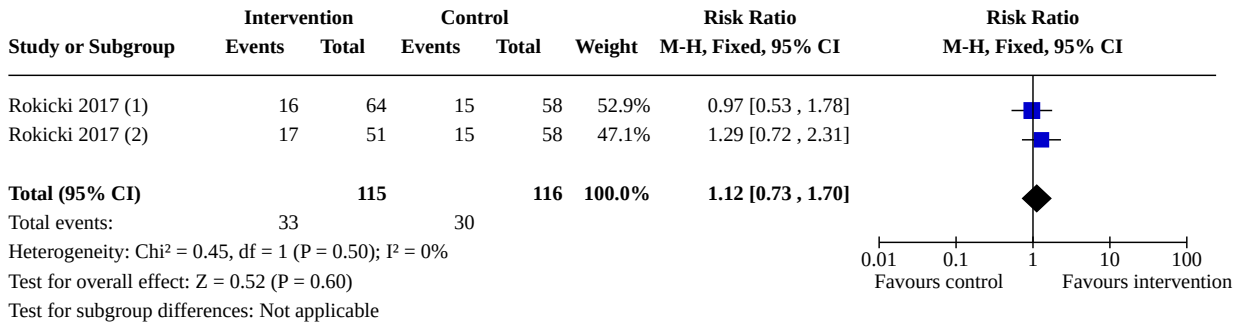 Intervention Control Risk Ratio Risk Ratio
Study or Subgroup Events Total Events Total Weight M-H, Fixed, 95% CI M-H, Fixed, 95% CI
Rokicki 2017 (1) 16 64 15 58 52.9% 0.97 [0.53 , 1.78]
Rokicki 2017 (2) 17 51 15 58 47.1% 1.29 [0.72 , 2.31]
Total (95% CI) 115 116 100.0% 1.12 [0.73 , 1.70]
Total events: 33 30
Heterogeneity: Chi² = 0.45, df = 1 (P = 0.50); I² = 0%
0.01 0.1 1 10 100
Test for overall effect: Z = 0.52 (P = 0.60) Favours control Favours intervention
Test for subgroup differences: Not applicable